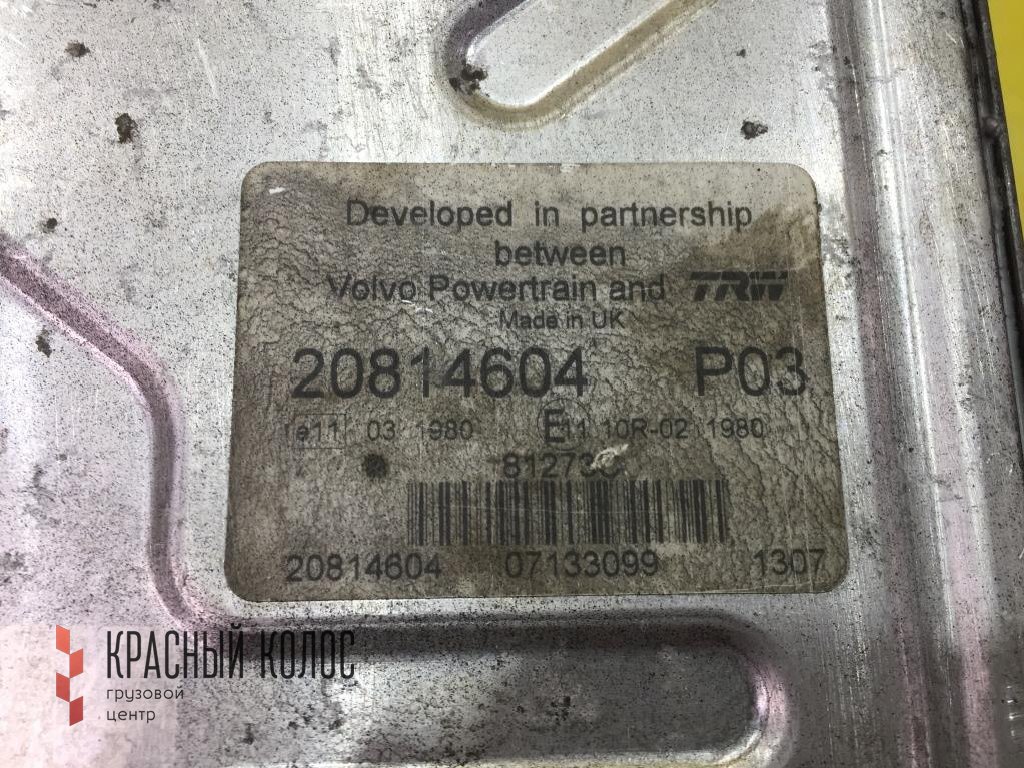 Developed in partnership
between
Volvo Powertrain and TRW
Made in UK
20814604 P03
e11 03 1980 E11 10R-02 1980
20814604 07133099 1307
КРАСНЫЙ КОЛОС
грузовой
центр